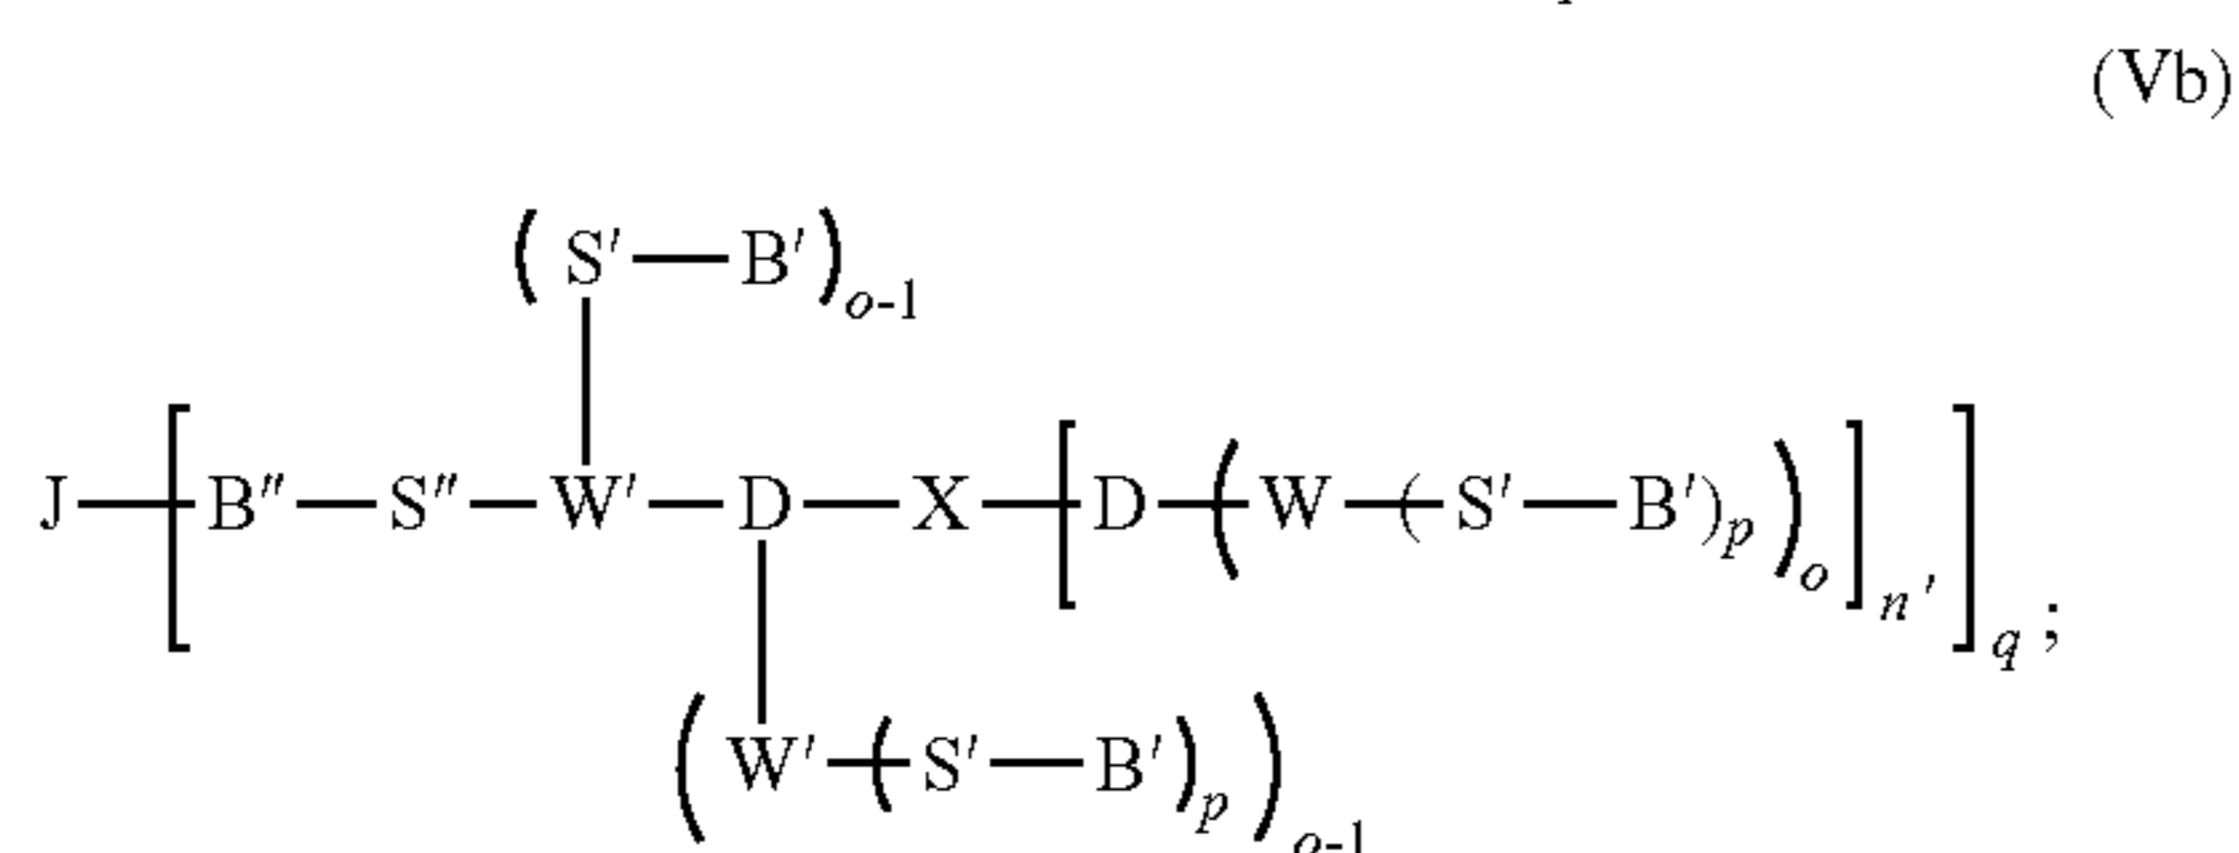 (Vb)
(S′—B′)o-1
J—[B″—S″—W′—D—X—[D—(W—(S′—B′)p)o]n′]q;
(W′—(S′—B′)p)o-1